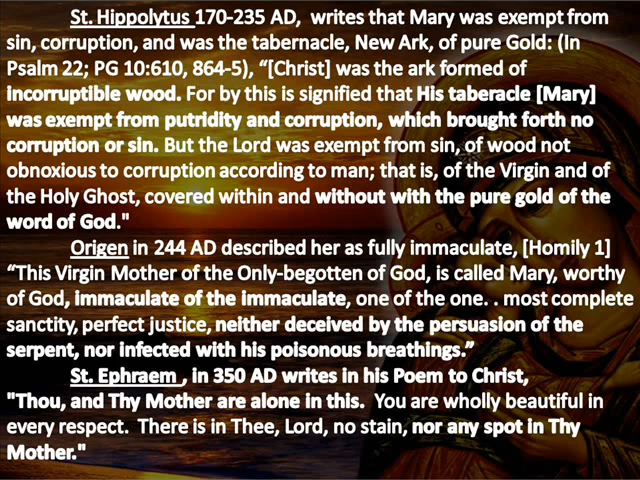 St. Hippolytus 170-235 AD, writes that Mary was exempt from
sin, corruption, and was the tabernacle, New Ark, of pure Gold: (In
Psalm 22; PG 10:610, 864-5), “[Christ] was the ark formed of
incorruptible wood. For by this is signified that His taberacle [Mary]
was exempt from putridity and corruption, which brought forth no
corruption or sin. But the Lord was exempt from sin, of wood not
obnoxious to corruption according to man; that is, of the Virgin and of
the Holy Ghost, covered within and without with the pure gold of the
word of God."
Origen in 244 AD described her as fully immaculate, [Homily 1]
“This Virgin Mother of the Only-begotten of God, is called Mary, worthy
of God, immaculate of the immaculate, one of the one. . most complete
sanctity, perfect justice, neither deceived by the persuasion of the
serpent, nor infected with his poisonous breathings.”
St. Ephraem , in 350 AD writes in his Poem to Christ,
"Thou, and Thy Mother are alone in this. You are wholly beautiful in
every respect. There is in Thee, Lord, no stain, nor any spot in Thy
Mother."